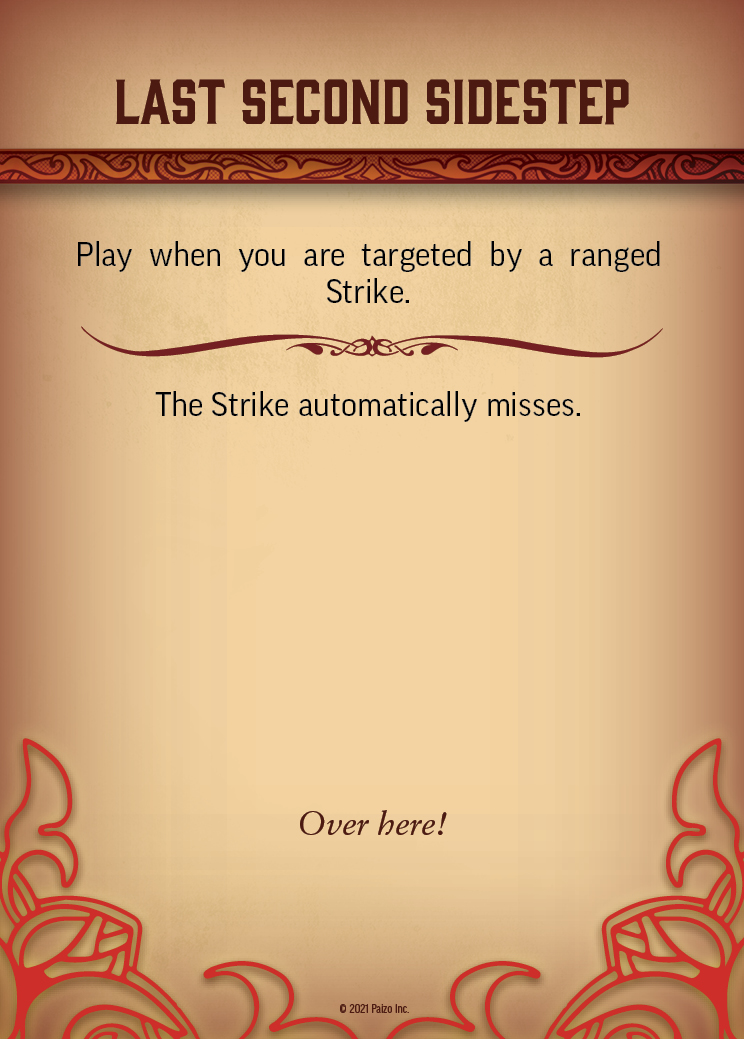 LAST SECOND SIDESTEP
Play when you are targeted by a ranged
Strike.
The Strike automatically misses.
Over here!
© 2021 Paizo Inc.